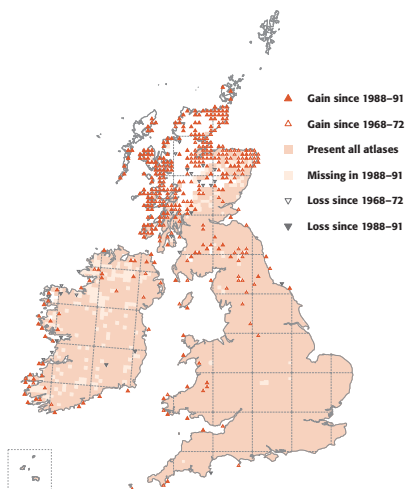 Gain since 1988–91
Gain since 1968–72
Present all atlases
Missing in 1988–91
Loss since 1968–72
Loss since 1988–91